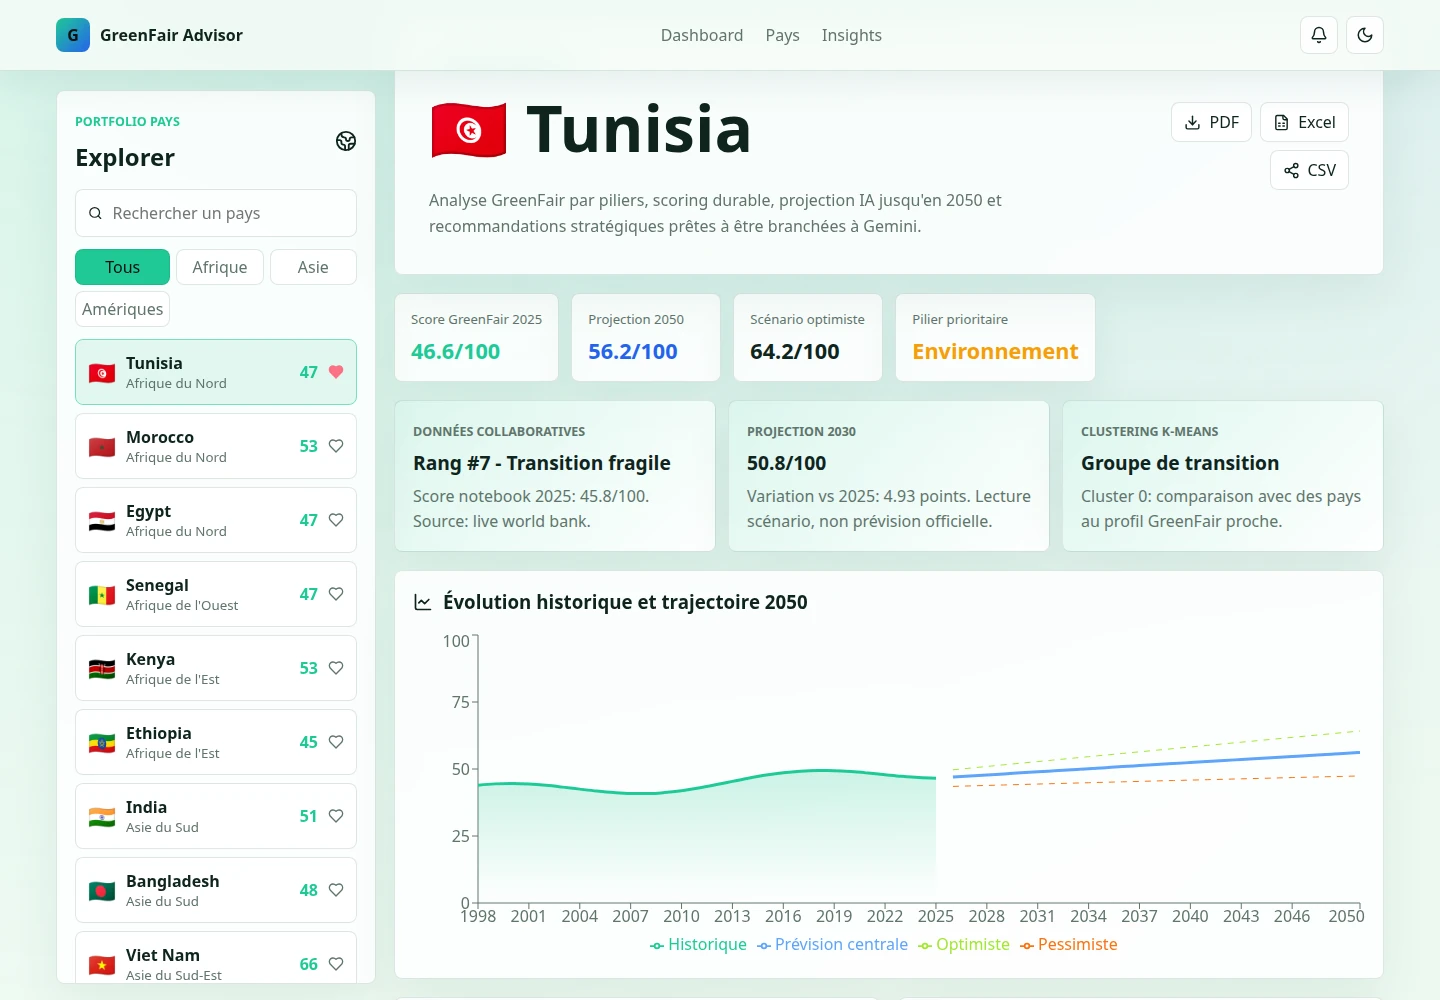 G GreenFair Advisor
Dashboard Pays Insights
PORTFOLIO PAYS
Explorer
Rechercher un pays
Tous Afrique Asie
Amériques
Tunisia
Afrique du Nord
47
Morocco
Afrique du Nord
53
Egypt
Afrique du Nord
47
Senegal
Afrique de l'Ouest
47
Kenya
Afrique de l'Est
53
Ethiopia
Afrique de l'Est
45
India
Asie du Sud
51
Bangladesh
Asie du Sud
48
Viet Nam
Asie du Sud-Est
66
Tunisia
PDF Excel
CSV
Analyse GreenFair par piliers, scoring durable, projection IA jusqu'en 2050 et
recommandations stratégiques prêtes à être branchées à Gemini.
Score GreenFair 2025
46.6/100
Projection 2050
56.2/100
Scénario optimiste
64.2/100
Pilier prioritaire
Environnement
DONNÉES COLLABORATIVES
Rang #7 - Transition fragile
Score notebook 2025: 45.8/100.
Source: live world bank.
PROJECTION 2030
50.8/100
Variation vs 2025: 4.93 points. Lecture
scénario, non prévision officielle.
CLUSTERING K-MEANS
Groupe de transition
Cluster 0: comparaison avec des pays
au profil GreenFair proche.
Évolution historique et trajectoire 2050
100
75
50
25
0
1998 2001 2004 2007 2010 2013 2016 2019 2022 2025 2028 2031 2034 2037 2040 2043 2046 2050
Historique Prévision centrale Optimiste Pessimiste